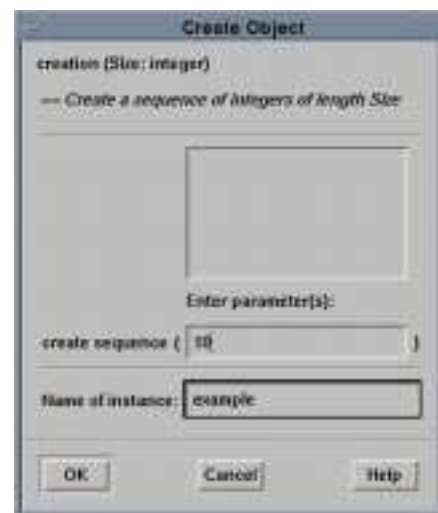 Create Object
creation (Size: integer)
--- Create a sequence of integers of length Size
Enter parameter(s):
create sequence ( 10 )
Name of instance: example
OK Cancel Help